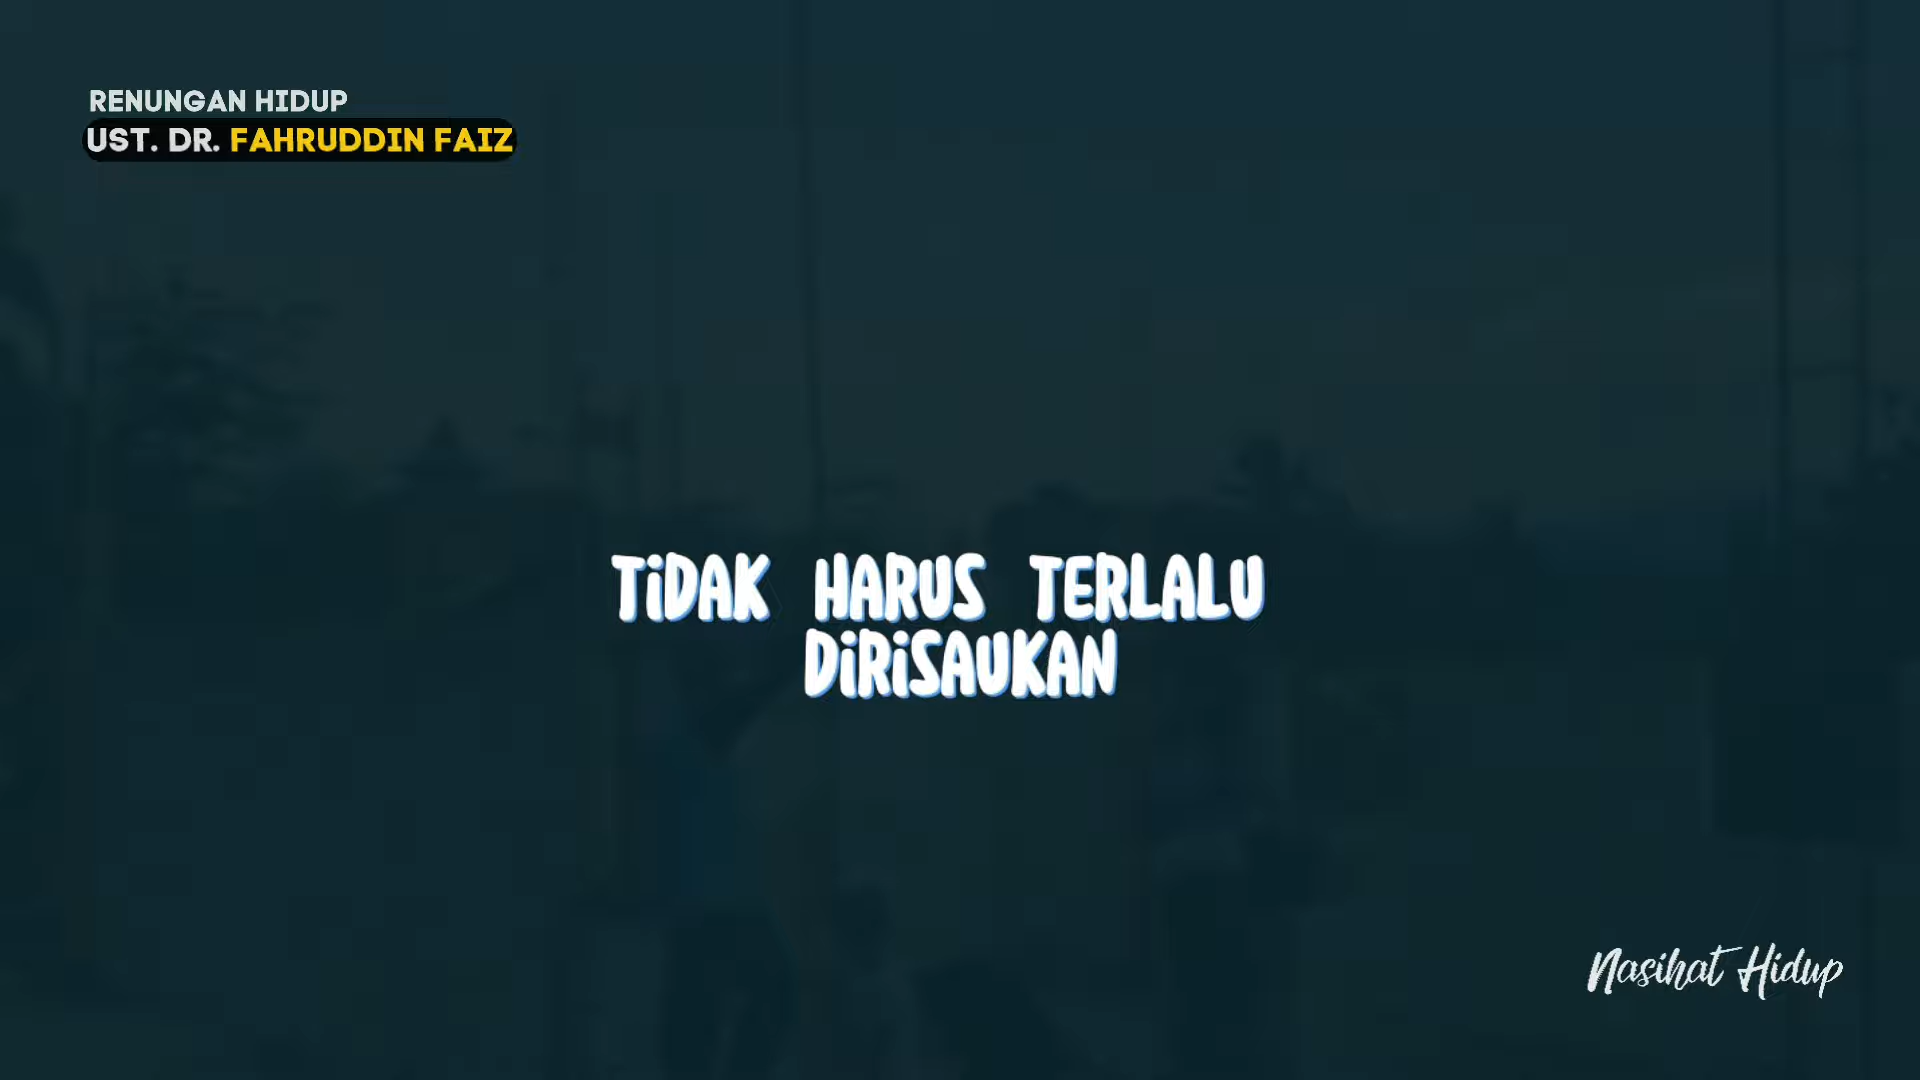 RENUNGAN HIDUP
UST. DR. FAHRUDDIN FAIZ
TiDAK HARUS TERLALU
DiRiSAUKAN
Nasihat Hidup